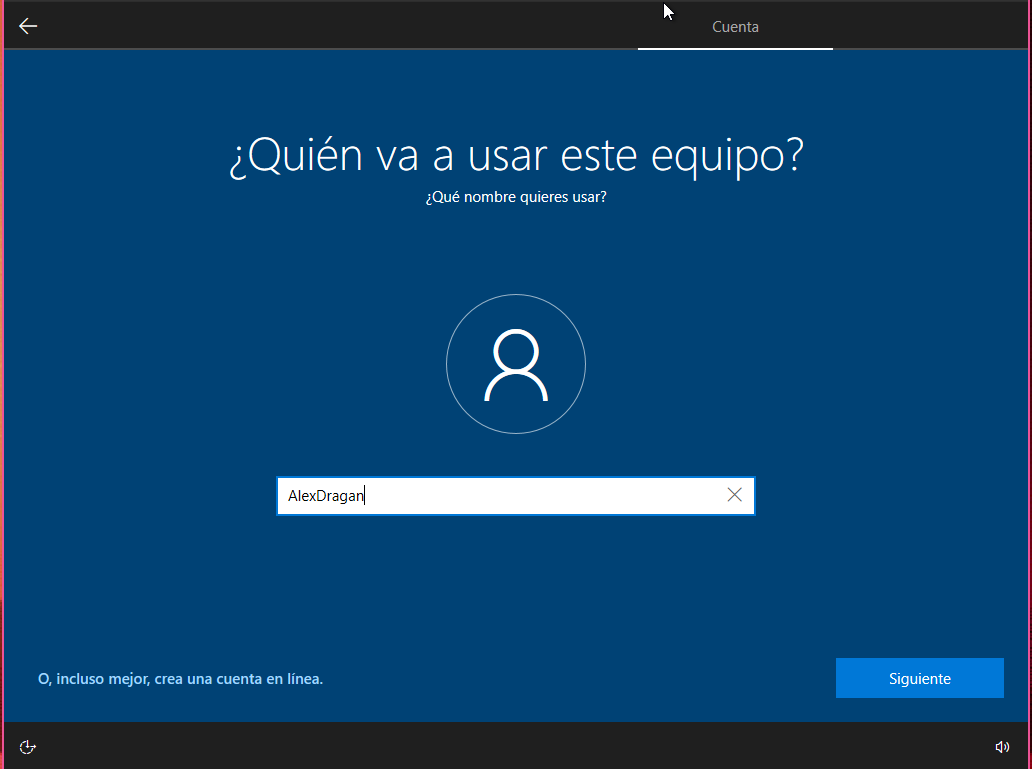 Cuenta
¿Quién va a usar este equipo?
¿Qué nombre quieres usar?
AlexDragan
O, incluso mejor, crea una cuenta en línea.
Siguiente